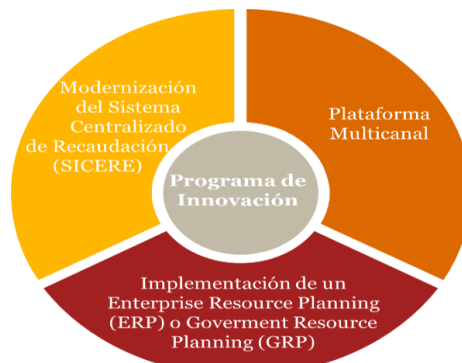 Modernización
del Sistema
Centralizado
de Recaudación
(SICERE)
Plataforma
Multicanal
Programa de
Innovación
Implementación de un
Enterprise Resource Planning
(ERP) o Goverment Resource
Planning (GRP)